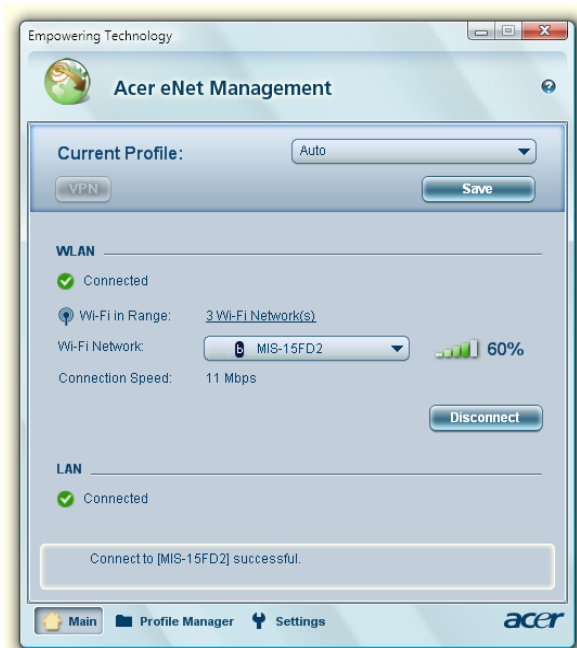 Empowering Technology
Acer eNet Management
Current Profile:
Auto
VPN
Save
WLAN
Connected
Wi-Fi in Range:
3 Wi-Fi Network(s)
Wi-Fi Network:
b MIS-15FD2
60%
Connection Speed:
11 Mbps
Disconnect
LAN
Connected
Connect to [MIS-15FD2] successful.
Main
Profile Manager
Settings
acer